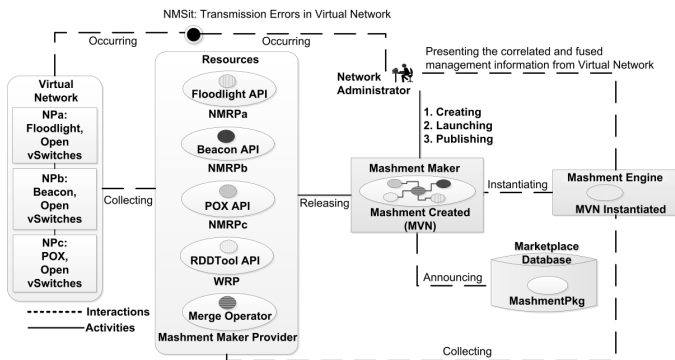 NMSit: Transmission Errors in Virtual Network
Occurring
Occurring
Virtual
Network
NPa:
Floodlight,
Open
vSwitches
NPb:
Beacon,
Open
vSwitches
NPc:
POX,
Open
vSwitches
Interactions
Activities
Collecting
Resources
Floodlight API
NMRPa
Beacon API
NMRPb
POX API
NMRPc
RDDTool API
WRP
Merge Operator
Mashment Maker Provider
Releasing
Network
Administrator
Presenting the correlated and fused
management information from Virtual Network
1. Creating
2. Launching
3. Publishing
Mashment Maker
Mashment Created
(MVN)
Instantiating
Mashment Engine
MVN Instantiated
Announcing
Marketplace
Database
MashmentPkg
Collecting